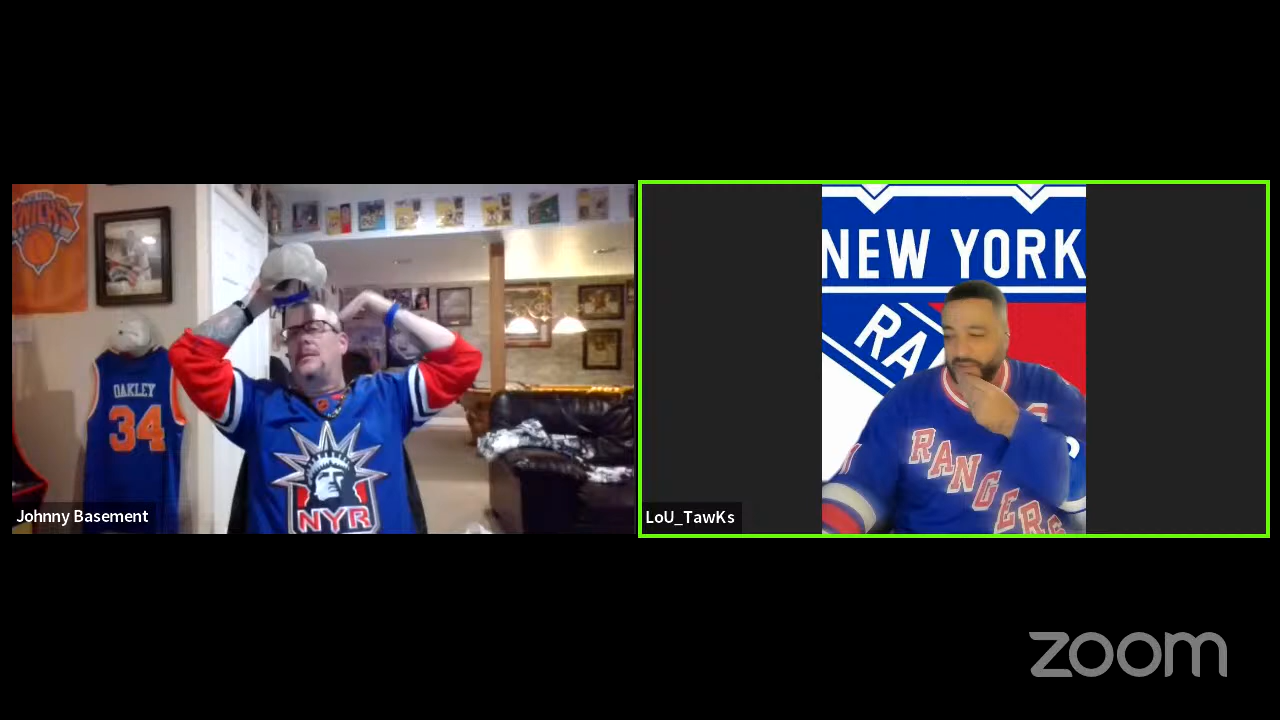 KNICKS
OAKLEY
34
NYR
Johnny Basement
NEW YORK
RA
RANGERS
LoU_TawKs
zoom